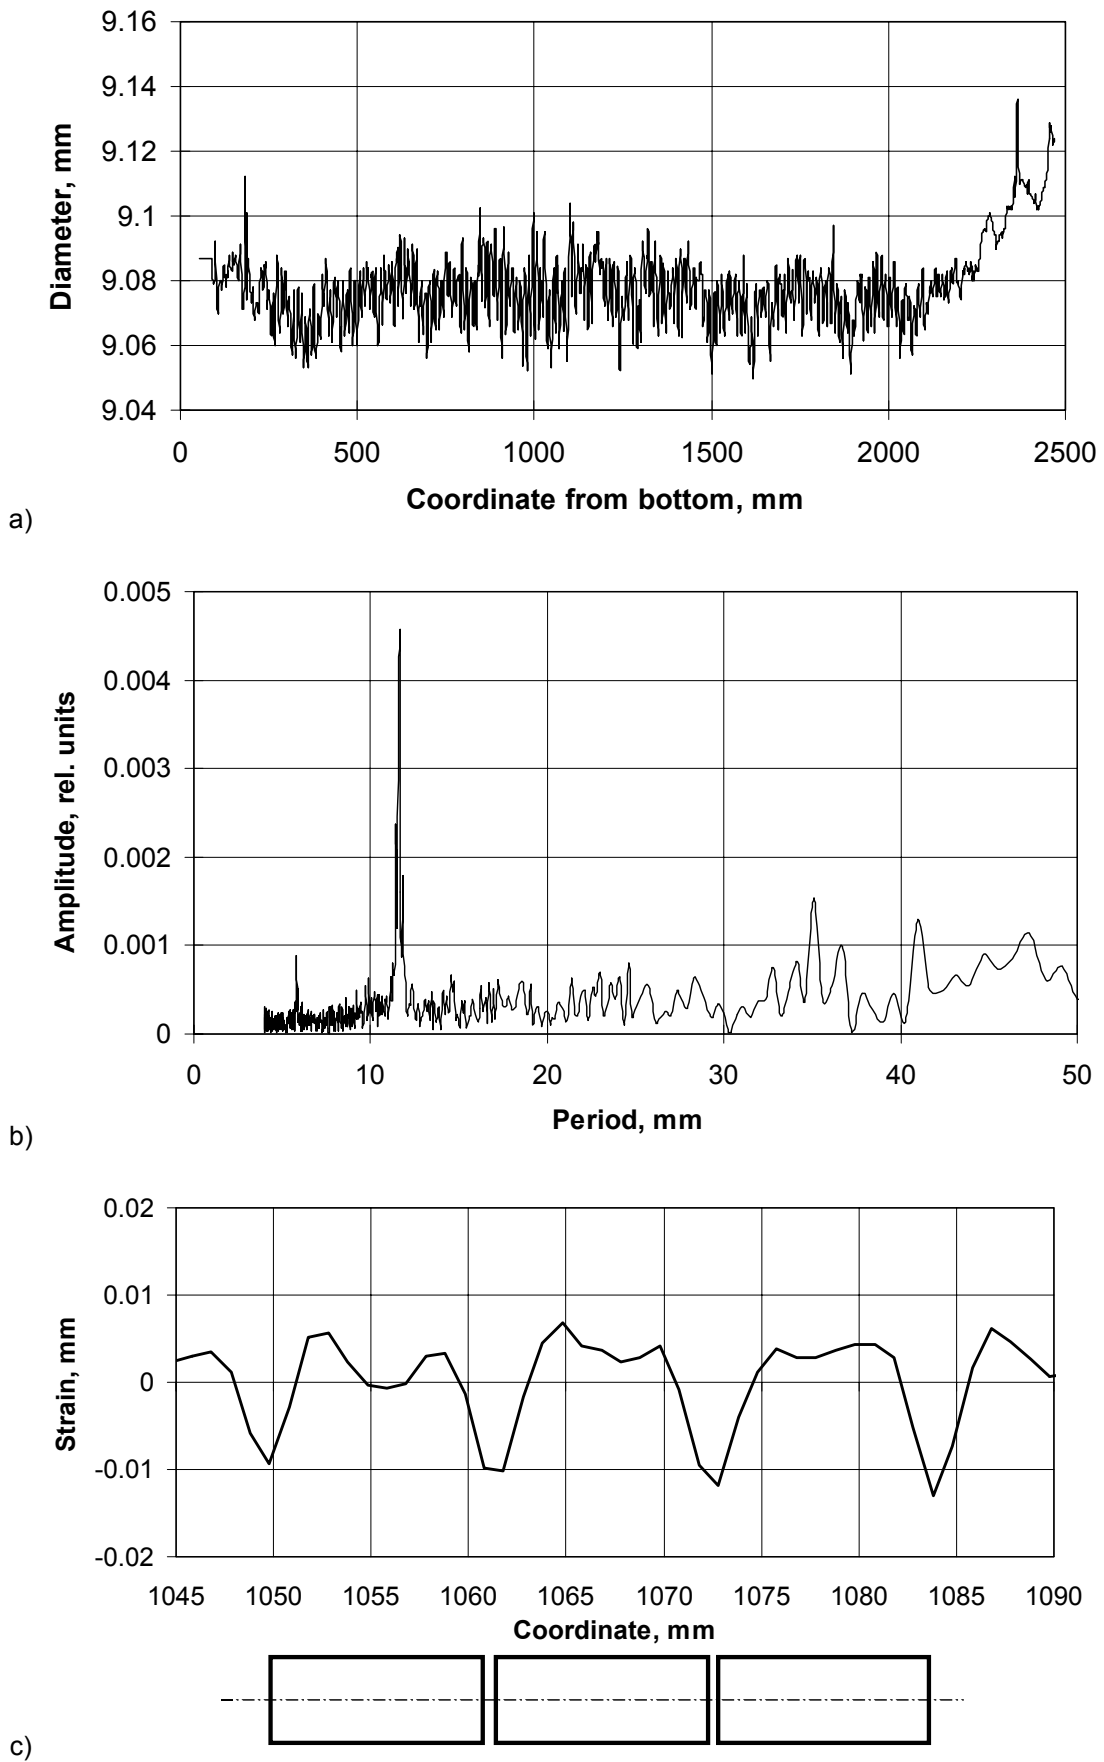 9.16
9.14
9.12
9.1
9.08
9.06
9.04
Diameter, mm
0 500 1000 1500 2000 2500
Coordinate from bottom, mm
a)
0.005
0.004
0.003
0.002
0.001
0
Amplitude, rel. units
0 10 20 30 40 50
Period, mm
b)
0.02
0.01
0
-0.01
-0.02
Strain, mm
1045 1050 1055 1060 1065 1070 1075 1080 1085 1090
Coordinate, mm
c)